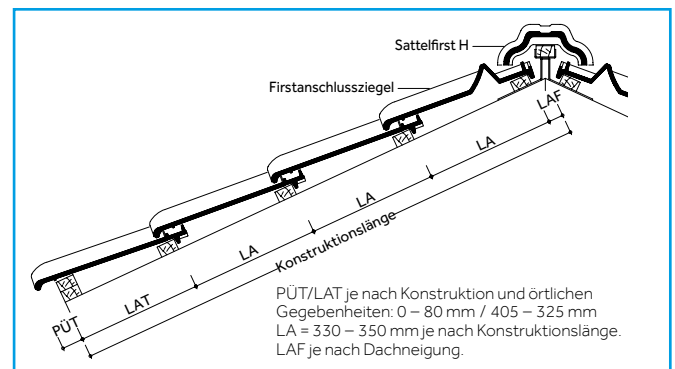 Sattelfirst H
Firstanschlussziegel
LAF
LA
LA
LA
Konstruktionslänge
LAT
PÜT
PÜT/LAT je nach Konstruktion und örtlichen
Gegebenheiten: 0 – 80 mm / 405 – 325 mm
LA = 330 – 350 mm je nach Konstruktionslänge.
LAF je nach Dachneigung.